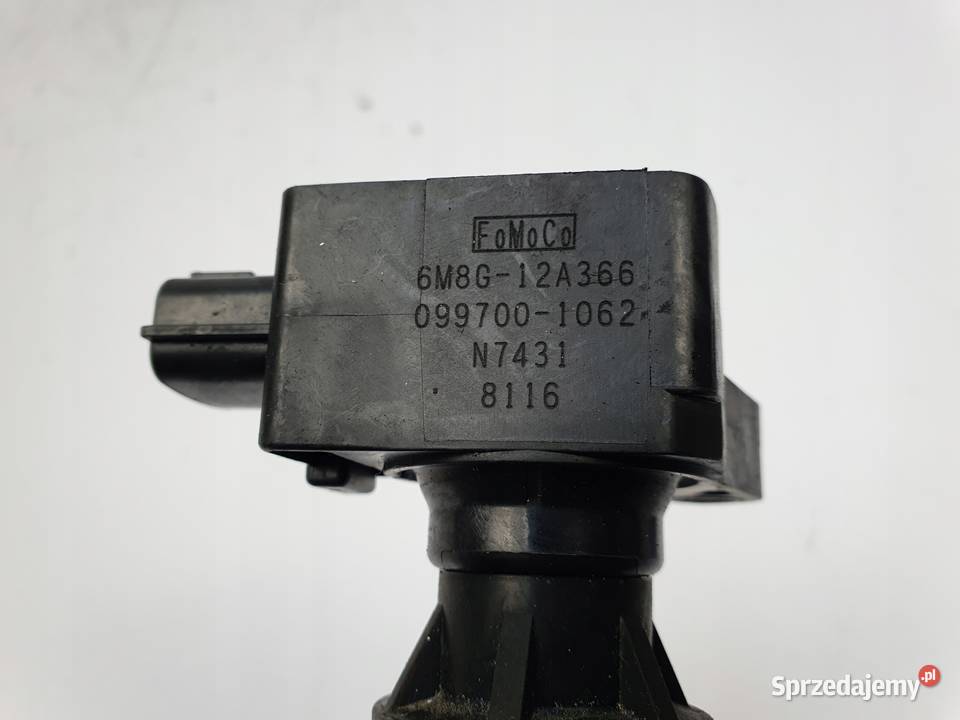 FoMoCo
6M8G-12A366
099700-1062
N7431
8116
Sprzedajemy.pl